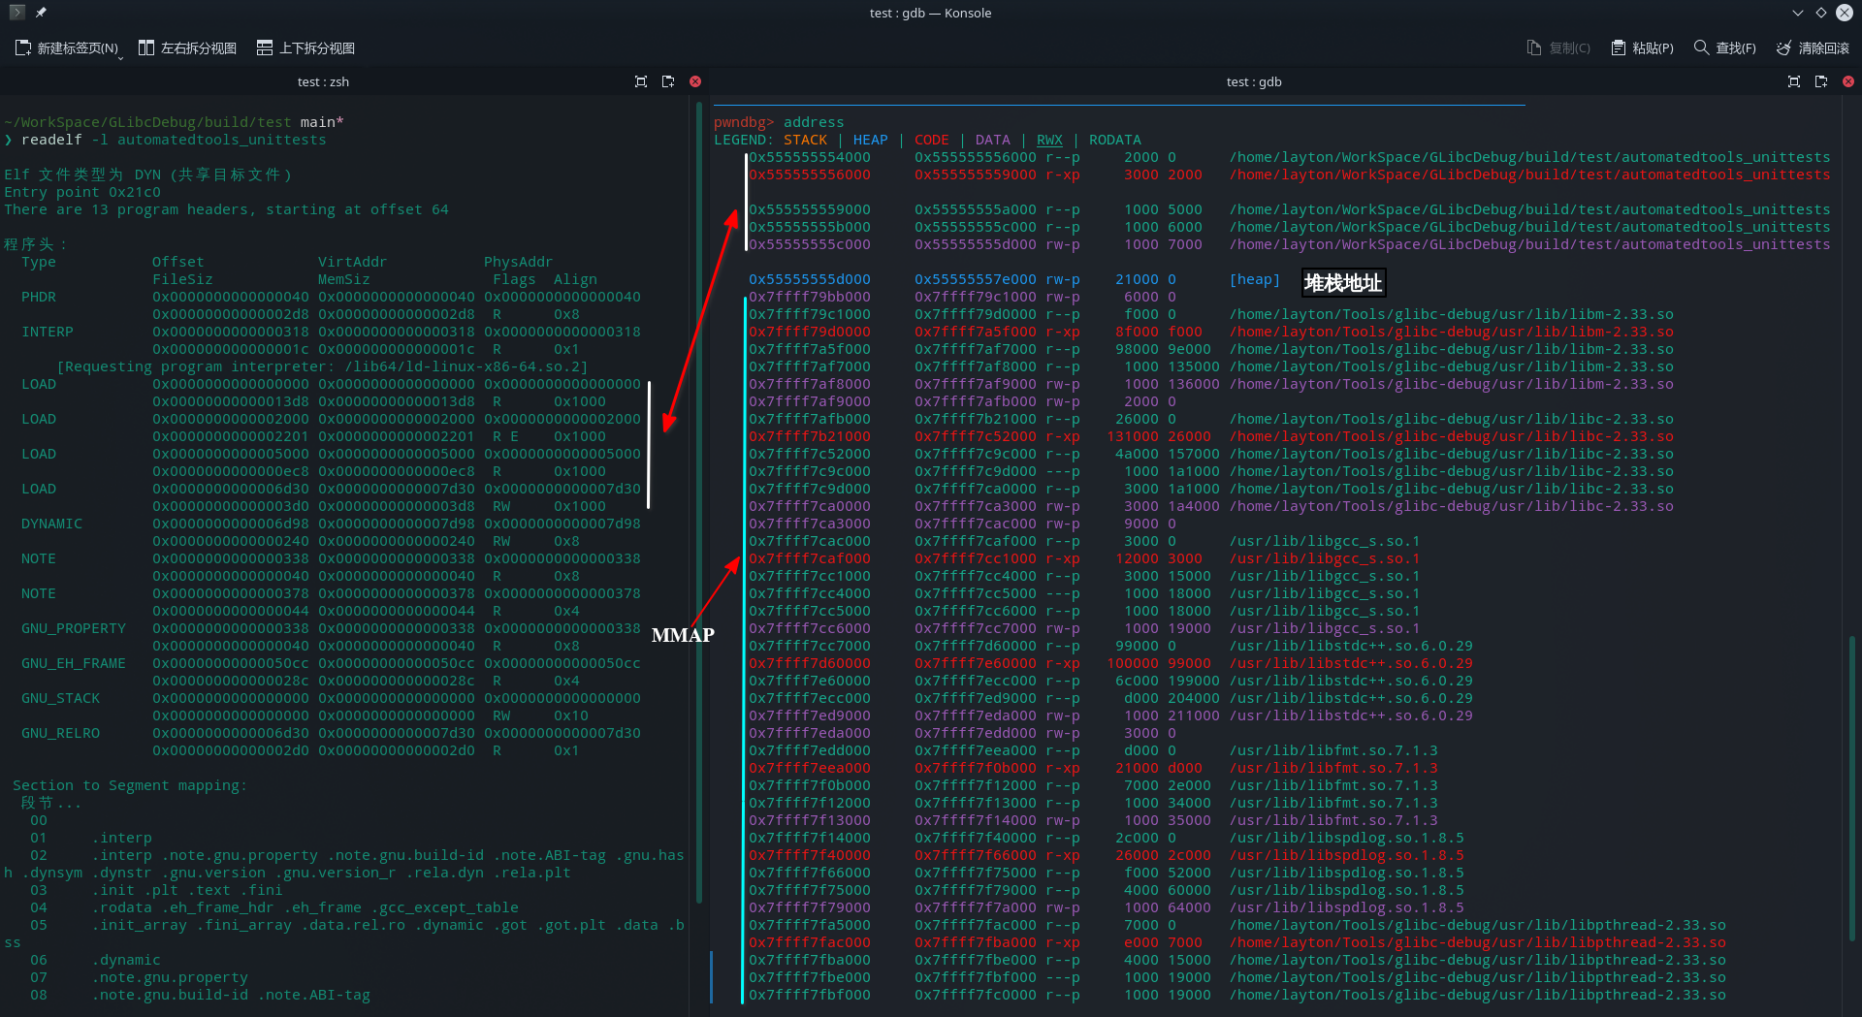 test : gdb — Konsole
新建标签页(N) 左右拆分视图 上下拆分视图 复制(C) 粘贴(P) 查找(F) 清除回滚
test : zsh
~/WorkSpace/GLibcDebug/build/test main*
❯ readelf -l automatedtools_unittests
Elf 文件类型为 DYN (共享目标文件)
Entry point 0x21c0
There are 13 program headers, starting at offset 64
程序头：
Type Offset VirtAddr PhysAddr
FileSiz MemSiz Flags Align
PHDR 0x0000000000000040 0x0000000000000040 0x0000000000000040
0x00000000000002d8 0x00000000000002d8 R 0x8
INTERP 0x0000000000000318 0x0000000000000318 0x0000000000000318
0x000000000000001c 0x000000000000001c R 0x1
[Requesting program interpreter: /lib64/ld-linux-x86-64.so.2]
LOAD 0x0000000000000000 0x0000000000000000 0x0000000000000000
0x00000000000013d8 0x00000000000013d8 R 0x1000
LOAD 0x0000000000002000 0x0000000000002000 0x0000000000002000
0x0000000000002201 0x0000000000002201 R E 0x1000
LOAD 0x0000000000005000 0x0000000000005000 0x0000000000005000
0x0000000000000ec8 0x0000000000000ec8 R 0x1000
LOAD 0x0000000000006d30 0x0000000000007d30 0x0000000000007d30
0x00000000000003d0 0x00000000000003d8 RW 0x1000
DYNAMIC 0x0000000000006d98 0x0000000000007d98 0x0000000000007d98
0x0000000000000240 0x0000000000000240 RW 0x8
NOTE 0x0000000000000338 0x0000000000000338 0x0000000000000338
0x0000000000000040 0x0000000000000040 R 0x8
NOTE 0x0000000000000378 0x0000000000000378 0x0000000000000378
0x0000000000000044 0x0000000000000044 R 0x4
GNU_PROPERTY 0x0000000000000338 0x0000000000000338 0x0000000000000338
0x0000000000000040 0x0000000000000040 R 0x8
GNU_EH_FRAME 0x00000000000050cc 0x00000000000050cc 0x00000000000050cc
0x000000000000028c 0x000000000000028c R 0x4
GNU_STACK 0x0000000000000000 0x0000000000000000 0x0000000000000000
0x0000000000000000 0x0000000000000000 RW 0x10
GNU_RELRO 0x0000000000006d30 0x0000000000007d30 0x0000000000007d30
0x00000000000002d0 0x00000000000002d0 R 0x1
Section to Segment mapping:
段节...
00
01 .interp
02 .interp .note.gnu.property .note.gnu.build-id .note.ABI-tag .gnu.has
h .dynsym .dynstr .gnu.version .gnu.version_r .rela.dyn .rela.plt
03 .init .plt .text .fini
04 .rodata .eh_frame_hdr .eh_frame .gcc_except_table
05 .init_array .fini_array .data.rel.ro .dynamic .got .got.plt .data .b
ss
06 .dynamic
07 .note.gnu.property
08 .note.gnu.build-id .note.ABI-tag
MMAP
test : gdb
pwndbg> address
LEGEND: STACK | HEAP | CODE | DATA | RWX | RODATA
0x555555554000 0x555555556000 r--p 2000 0 /home/layton/WorkSpace/GLibcDebug/build/test/automatedtools_unittests
0x555555556000 0x555555559000 r-xp 3000 2000 /home/layton/WorkSpace/GLibcDebug/build/test/automatedtools_unittests
0x555555559000 0x55555555a000 r--p 1000 5000 /home/layton/WorkSpace/GLibcDebug/build/test/automatedtools_unittests
0x55555555b000 0x55555555c000 r--p 1000 6000 /home/layton/WorkSpace/GLibcDebug/build/test/automatedtools_unittests
0x55555555c000 0x55555555d000 rw-p 1000 7000 /home/layton/WorkSpace/GLibcDebug/build/test/automatedtools_unittests
0x55555555d000 0x55555557e000 rw-p 21000 0 [heap] 堆栈地址
0x7ffff79bb000 0x7ffff79c1000 rw-p 6000 0
0x7ffff79c1000 0x7ffff79d0000 r--p f000 0 /home/layton/Tools/glibc-debug/usr/lib/libm-2.33.so
0x7ffff79d0000 0x7ffff7a5f000 r-xp 8f000 f000 /home/layton/Tools/glibc-debug/usr/lib/libm-2.33.so
0x7ffff7a5f000 0x7ffff7af7000 r--p 98000 9e000 /home/layton/Tools/glibc-debug/usr/lib/libm-2.33.so
0x7ffff7af7000 0x7ffff7af8000 r--p 1000 135000 /home/layton/Tools/glibc-debug/usr/lib/libm-2.33.so
0x7ffff7af8000 0x7ffff7af9000 rw-p 1000 136000 /home/layton/Tools/glibc-debug/usr/lib/libm-2.33.so
0x7ffff7af9000 0x7ffff7afb000 rw-p 2000 0
0x7ffff7afb000 0x7ffff7b21000 r--p 26000 0 /home/layton/Tools/glibc-debug/usr/lib/libc-2.33.so
0x7ffff7b21000 0x7ffff7c52000 r-xp 131000 26000 /home/layton/Tools/glibc-debug/usr/lib/libc-2.33.so
0x7ffff7c52000 0x7ffff7c9c000 r--p 4a000 157000 /home/layton/Tools/glibc-debug/usr/lib/libc-2.33.so
0x7ffff7c9c000 0x7ffff7c9d000 ---p 1000 1a1000 /home/layton/Tools/glibc-debug/usr/lib/libc-2.33.so
0x7ffff7c9d000 0x7ffff7ca0000 r--p 3000 1a1000 /home/layton/Tools/glibc-debug/usr/lib/libc-2.33.so
0x7ffff7ca0000 0x7ffff7ca3000 rw-p 3000 1a4000 /home/layton/Tools/glibc-debug/usr/lib/libc-2.33.so
0x7ffff7ca3000 0x7ffff7cac000 rw-p 9000 0
0x7ffff7cac000 0x7ffff7caf000 r--p 3000 0 /usr/lib/libgcc_s.so.1
0x7ffff7caf000 0x7ffff7cc1000 r-xp 12000 3000 /usr/lib/libgcc_s.so.1
0x7ffff7cc1000 0x7ffff7cc4000 r--p 3000 15000 /usr/lib/libgcc_s.so.1
0x7ffff7cc4000 0x7ffff7cc5000 ---p 1000 18000 /usr/lib/libgcc_s.so.1
0x7ffff7cc5000 0x7ffff7cc6000 r--p 1000 18000 /usr/lib/libgcc_s.so.1
0x7ffff7cc6000 0x7ffff7cc7000 rw-p 1000 19000 /usr/lib/libgcc_s.so.1
0x7ffff7cc7000 0x7ffff7d60000 r--p 99000 0 /usr/lib/libstdc++.so.6.0.29
0x7ffff7d60000 0x7ffff7e60000 r-xp 100000 99000 /usr/lib/libstdc++.so.6.0.29
0x7ffff7e60000 0x7ffff7ecc000 r--p 6c000 199000 /usr/lib/libstdc++.so.6.0.29
0x7ffff7ecc000 0x7ffff7ed9000 r--p d000 204000 /usr/lib/libstdc++.so.6.0.29
0x7ffff7ed9000 0x7ffff7eda000 rw-p 1000 211000 /usr/lib/libstdc++.so.6.0.29
0x7ffff7eda000 0x7ffff7edd000 rw-p 3000 0
0x7ffff7edd000 0x7ffff7eea000 r--p d000 0 /usr/lib/libfmt.so.7.1.3
0x7ffff7eea000 0x7ffff7f0b000 r-xp 21000 d000 /usr/lib/libfmt.so.7.1.3
0x7ffff7f0b000 0x7ffff7f12000 r--p 7000 2e000 /usr/lib/libfmt.so.7.1.3
0x7ffff7f12000 0x7ffff7f13000 r--p 1000 34000 /usr/lib/libfmt.so.7.1.3
0x7ffff7f13000 0x7ffff7f14000 rw-p 1000 35000 /usr/lib/libfmt.so.7.1.3
0x7ffff7f14000 0x7ffff7f40000 r--p 2c000 0 /usr/lib/libspdlog.so.1.8.5
0x7ffff7f40000 0x7ffff7f66000 r-xp 26000 2c000 /usr/lib/libspdlog.so.1.8.5
0x7ffff7f66000 0x7ffff7f75000 r--p f000 52000 /usr/lib/libspdlog.so.1.8.5
0x7ffff7f75000 0x7ffff7f79000 r--p 4000 60000 /usr/lib/libspdlog.so.1.8.5
0x7ffff7f79000 0x7ffff7f7a000 rw-p 1000 64000 /usr/lib/libspdlog.so.1.8.5
0x7ffff7fa5000 0x7ffff7fac000 r--p 7000 0 /home/layton/Tools/glibc-debug/usr/lib/libpthread-2.33.so
0x7ffff7fac000 0x7ffff7fba000 r-xp e000 7000 /home/layton/Tools/glibc-debug/usr/lib/libpthread-2.33.so
0x7ffff7fba000 0x7ffff7fbe000 r--p 4000 15000 /home/layton/Tools/glibc-debug/usr/lib/libpthread-2.33.so
0x7ffff7fbe000 0x7ffff7fbf000 ---p 1000 19000 /home/layton/Tools/glibc-debug/usr/lib/libpthread-2.33.so
0x7ffff7fbf000 0x7ffff7fc0000 r--p 1000 19000 /home/layton/Tools/glibc-debug/usr/lib/libpthread-2.33.so